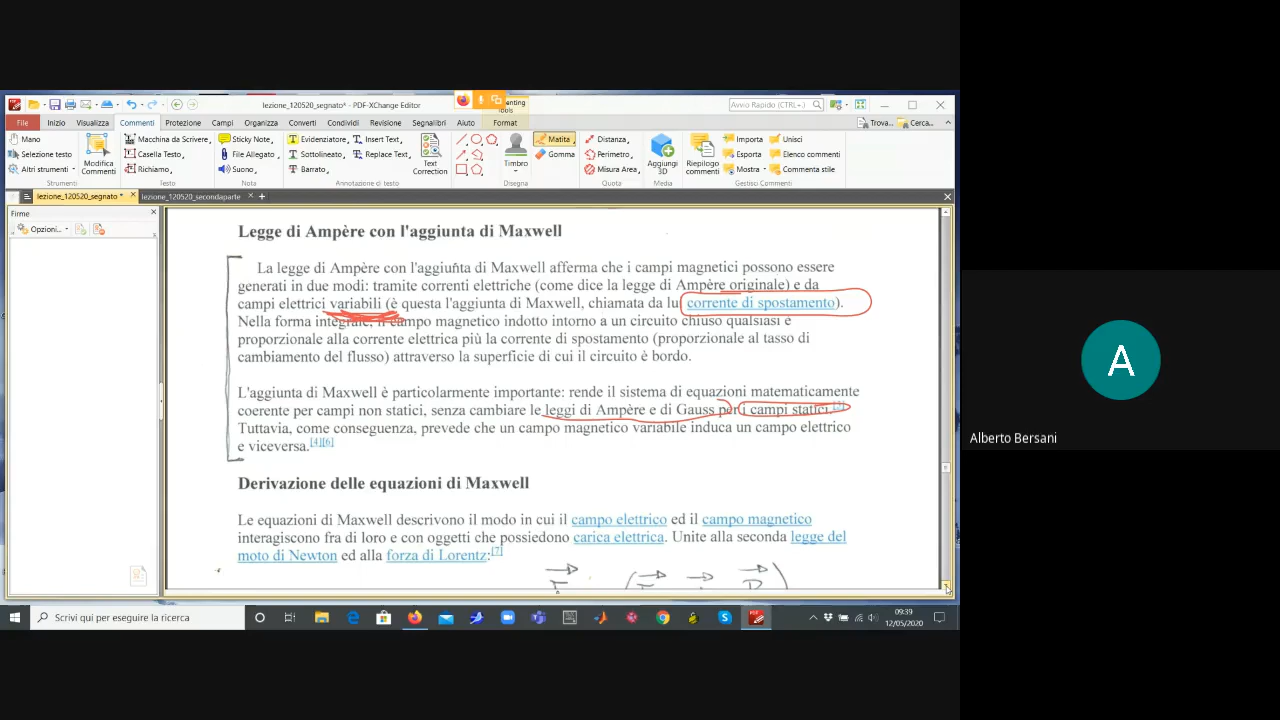 lezione_120520_segnato* - PDF-XChange Editor
enting
Tools
Avvio Rapido (CTRL+.)
File Inizio Visualizza Commenti Protezione Campi Organizza Converti Condividi Revisione Segnalibri Aiuto Format
Trova... Cerca...
Mano
Selezione testo
Altri strumenti
Strumenti
Modifica Commenti
Macchina da Scrivere
Casella Testo
Richiamo
Testo
Sticky Note
File Allegato
Suono
Nota
Evidenziatore
Sottolineato
Barrato
Insert Text
Replace Text
Text Correction
Annotazione di testo
Timbro
Matita
Gomma
Disegna
Distanza
Perimetro
Misura Area
Quota
Aggiungi 3D
Media
Riepilogo commenti
Importa
Esporta
Mostra
Unisci
Elenco commenti
Commenta stile
Gestisci Commenti
lezione_120520_segnato *
lezione_120520_secondaparte
Firme
Opzioni...
Legge di Ampère con l'aggiunta di Maxwell
La legge di Ampère con l'aggiunta di Maxwell afferma che i campi magnetici possono essere
generati in due modi: tramite correnti elettriche (come dice la legge di Ampère originale) e da
campi elettrici variabili (è questa l'aggiunta di Maxwell, chiamata da lui corrente di spostamento).
Nella forma integrale, il campo magnetico indotto intorno a un circuito chiuso qualsiasi è
proporzionale alla corrente elettrica più la corrente di spostamento (proporzionale al tasso di
cambiamento del flusso) attraverso la superficie di cui il circuito è bordo.
L'aggiunta di Maxwell è particolarmente importante: rende il sistema di equazioni matematicamente
coerente per campi non statici, senza cambiare le leggi di Ampère e di Gauss per i campi statici.[3]
Tuttavia, come conseguenza, prevede che un campo magnetico variabile induca un campo elettrico
e viceversa.[4][6]
Derivazione delle equazioni di Maxwell
Le equazioni di Maxwell descrivono il modo in cui il campo elettrico ed il campo magnetico
interagiscono fra di loro e con oggetti che possiedono carica elettrica. Unite alla seconda legge del
moto di Newton ed alla forza di Lorentz:[7]
A
Alberto Bersani
Scrivi qui per eseguire la ricerca
09:39
12/05/2020